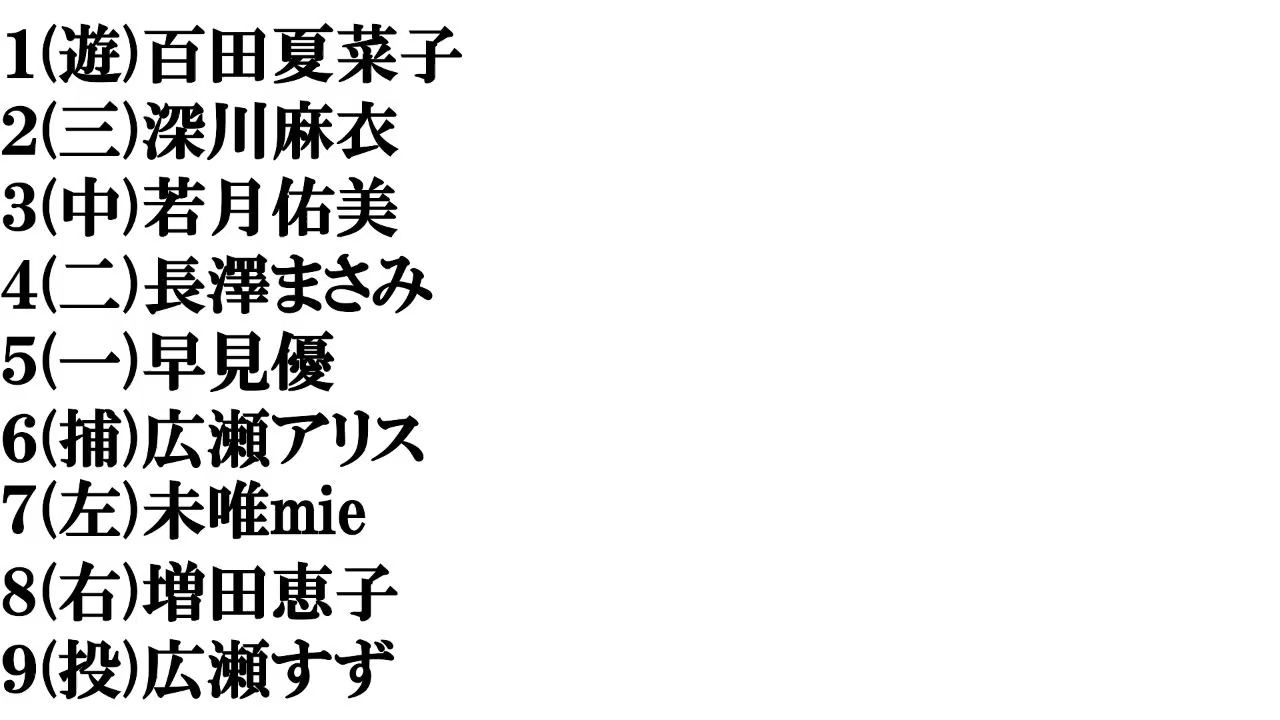 1(遊)百田夏菜子
2(三)深川麻衣
3(中)若月佑美
4(二)長澤まさみ
5(一)早見優
6(捕)広瀬アリス
7(左)未唯mie
8(右)増田恵子
9(投)広瀬すず